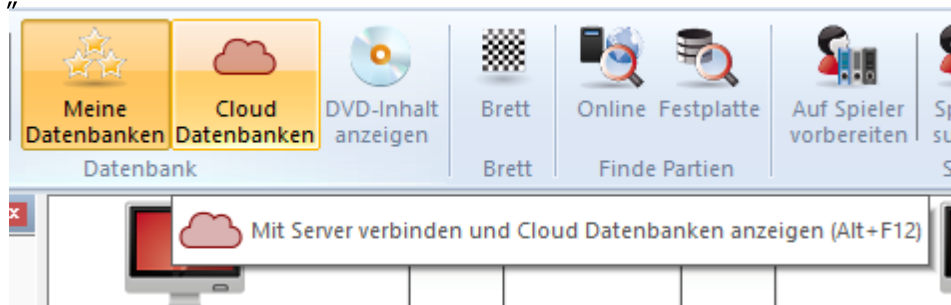 "
Meine Datenbanken
Cloud Datenbanken
DVD-Inhalt anzeigen
Brett
Online
Festplatte
Auf Spieler vorbereiten
Datenbank
Brett
Finde Partien
Mit Server verbinden und Cloud Datenbanken anzeigen (Alt+F12)